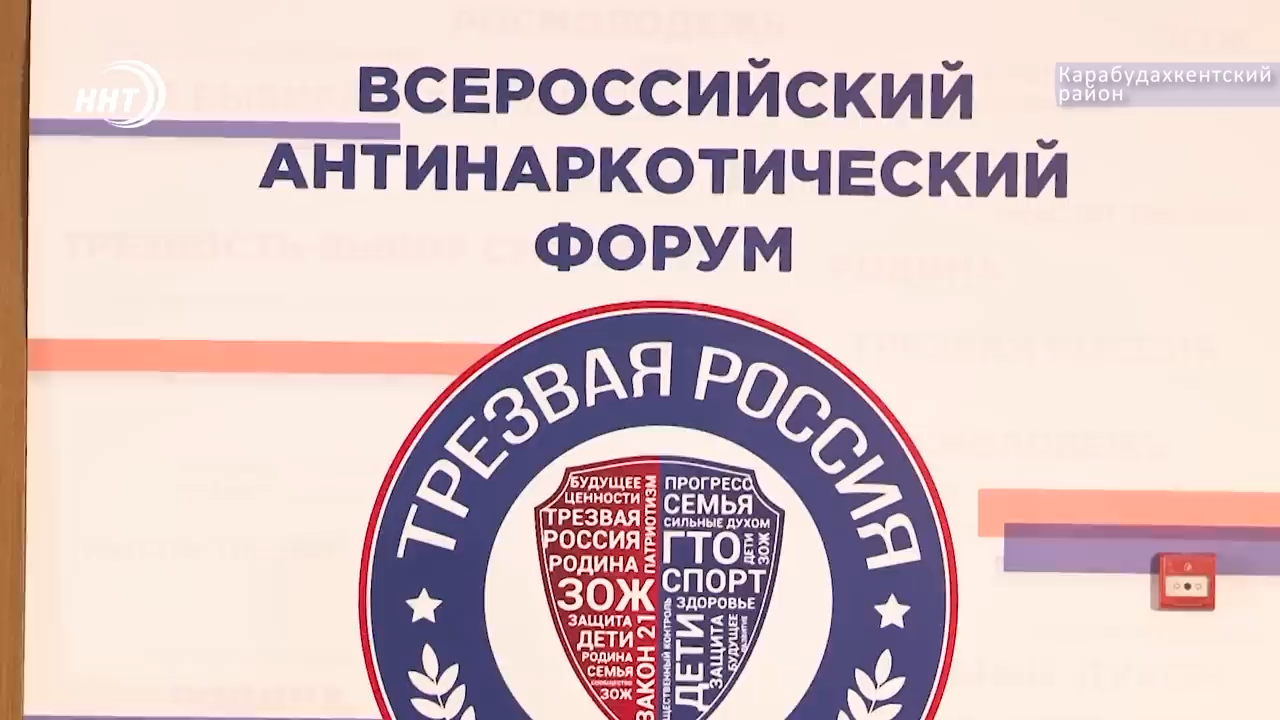 ННТ
Карабудахкентский
район
ВСЕРОССИЙСКИЙ
АНТИНАРКОТИЧЕСКИЙ
ФОРУМ
ТРЕЗВАЯ РОССИЯ
БУДУЩЕЕ
ЦЕННОСТИ
ТРЕЗВАЯ
РОССИЯ
РОДИНА
ЗОЖ
ЗАЩИТА
ДЕТИ
РОДИНА
СЕМЬЯ
ЗОЖ
ПАТРИОТИЗМ
ЗАКОН 21
ПРОГРЕСС
СЕМЬЯ
СИЛЬНЫЕ ДУХОМ
ГТО
ДЕТИ
ЗОЖ
СПОРТ
ЗДОРОВЬЕ
ДЕТИ
ЗАЩИТА
БУДУЩЕЕ